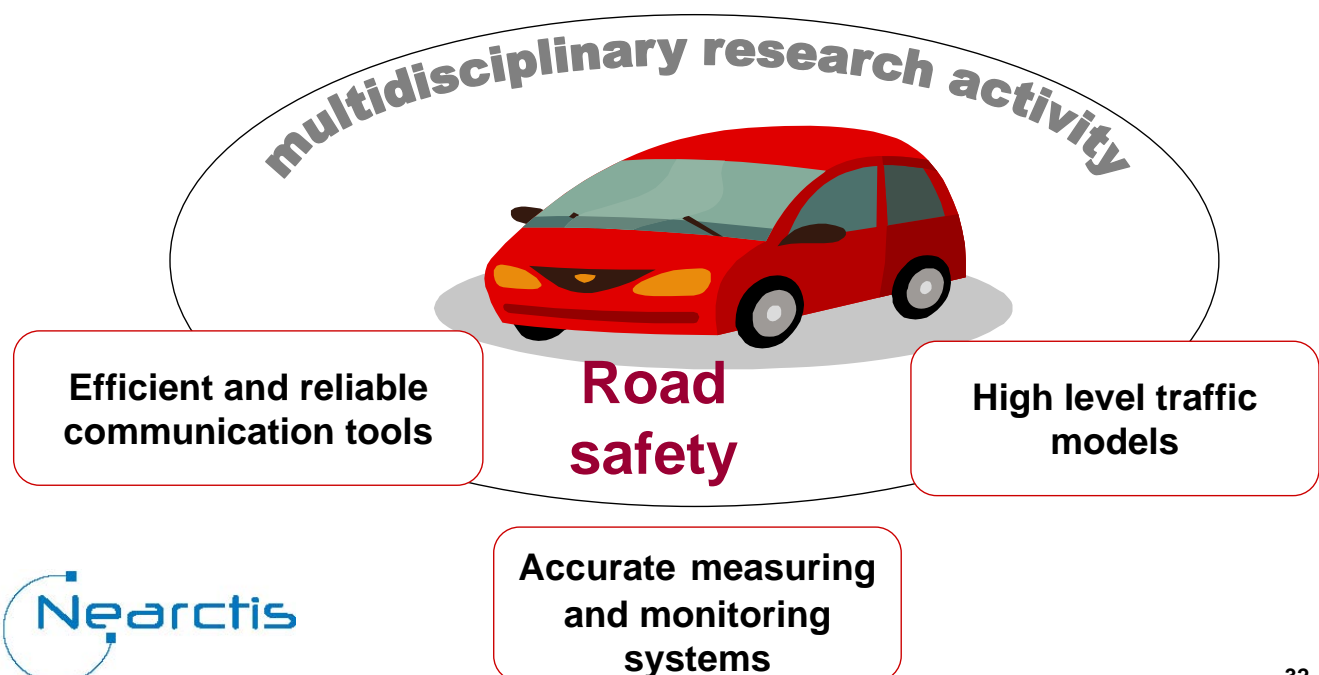 multidisciplinary research activity
Road
safety
Efficient and reliable
communication tools
High level traffic
models
Accurate measuring
and monitoring
systems
Nearctis
32